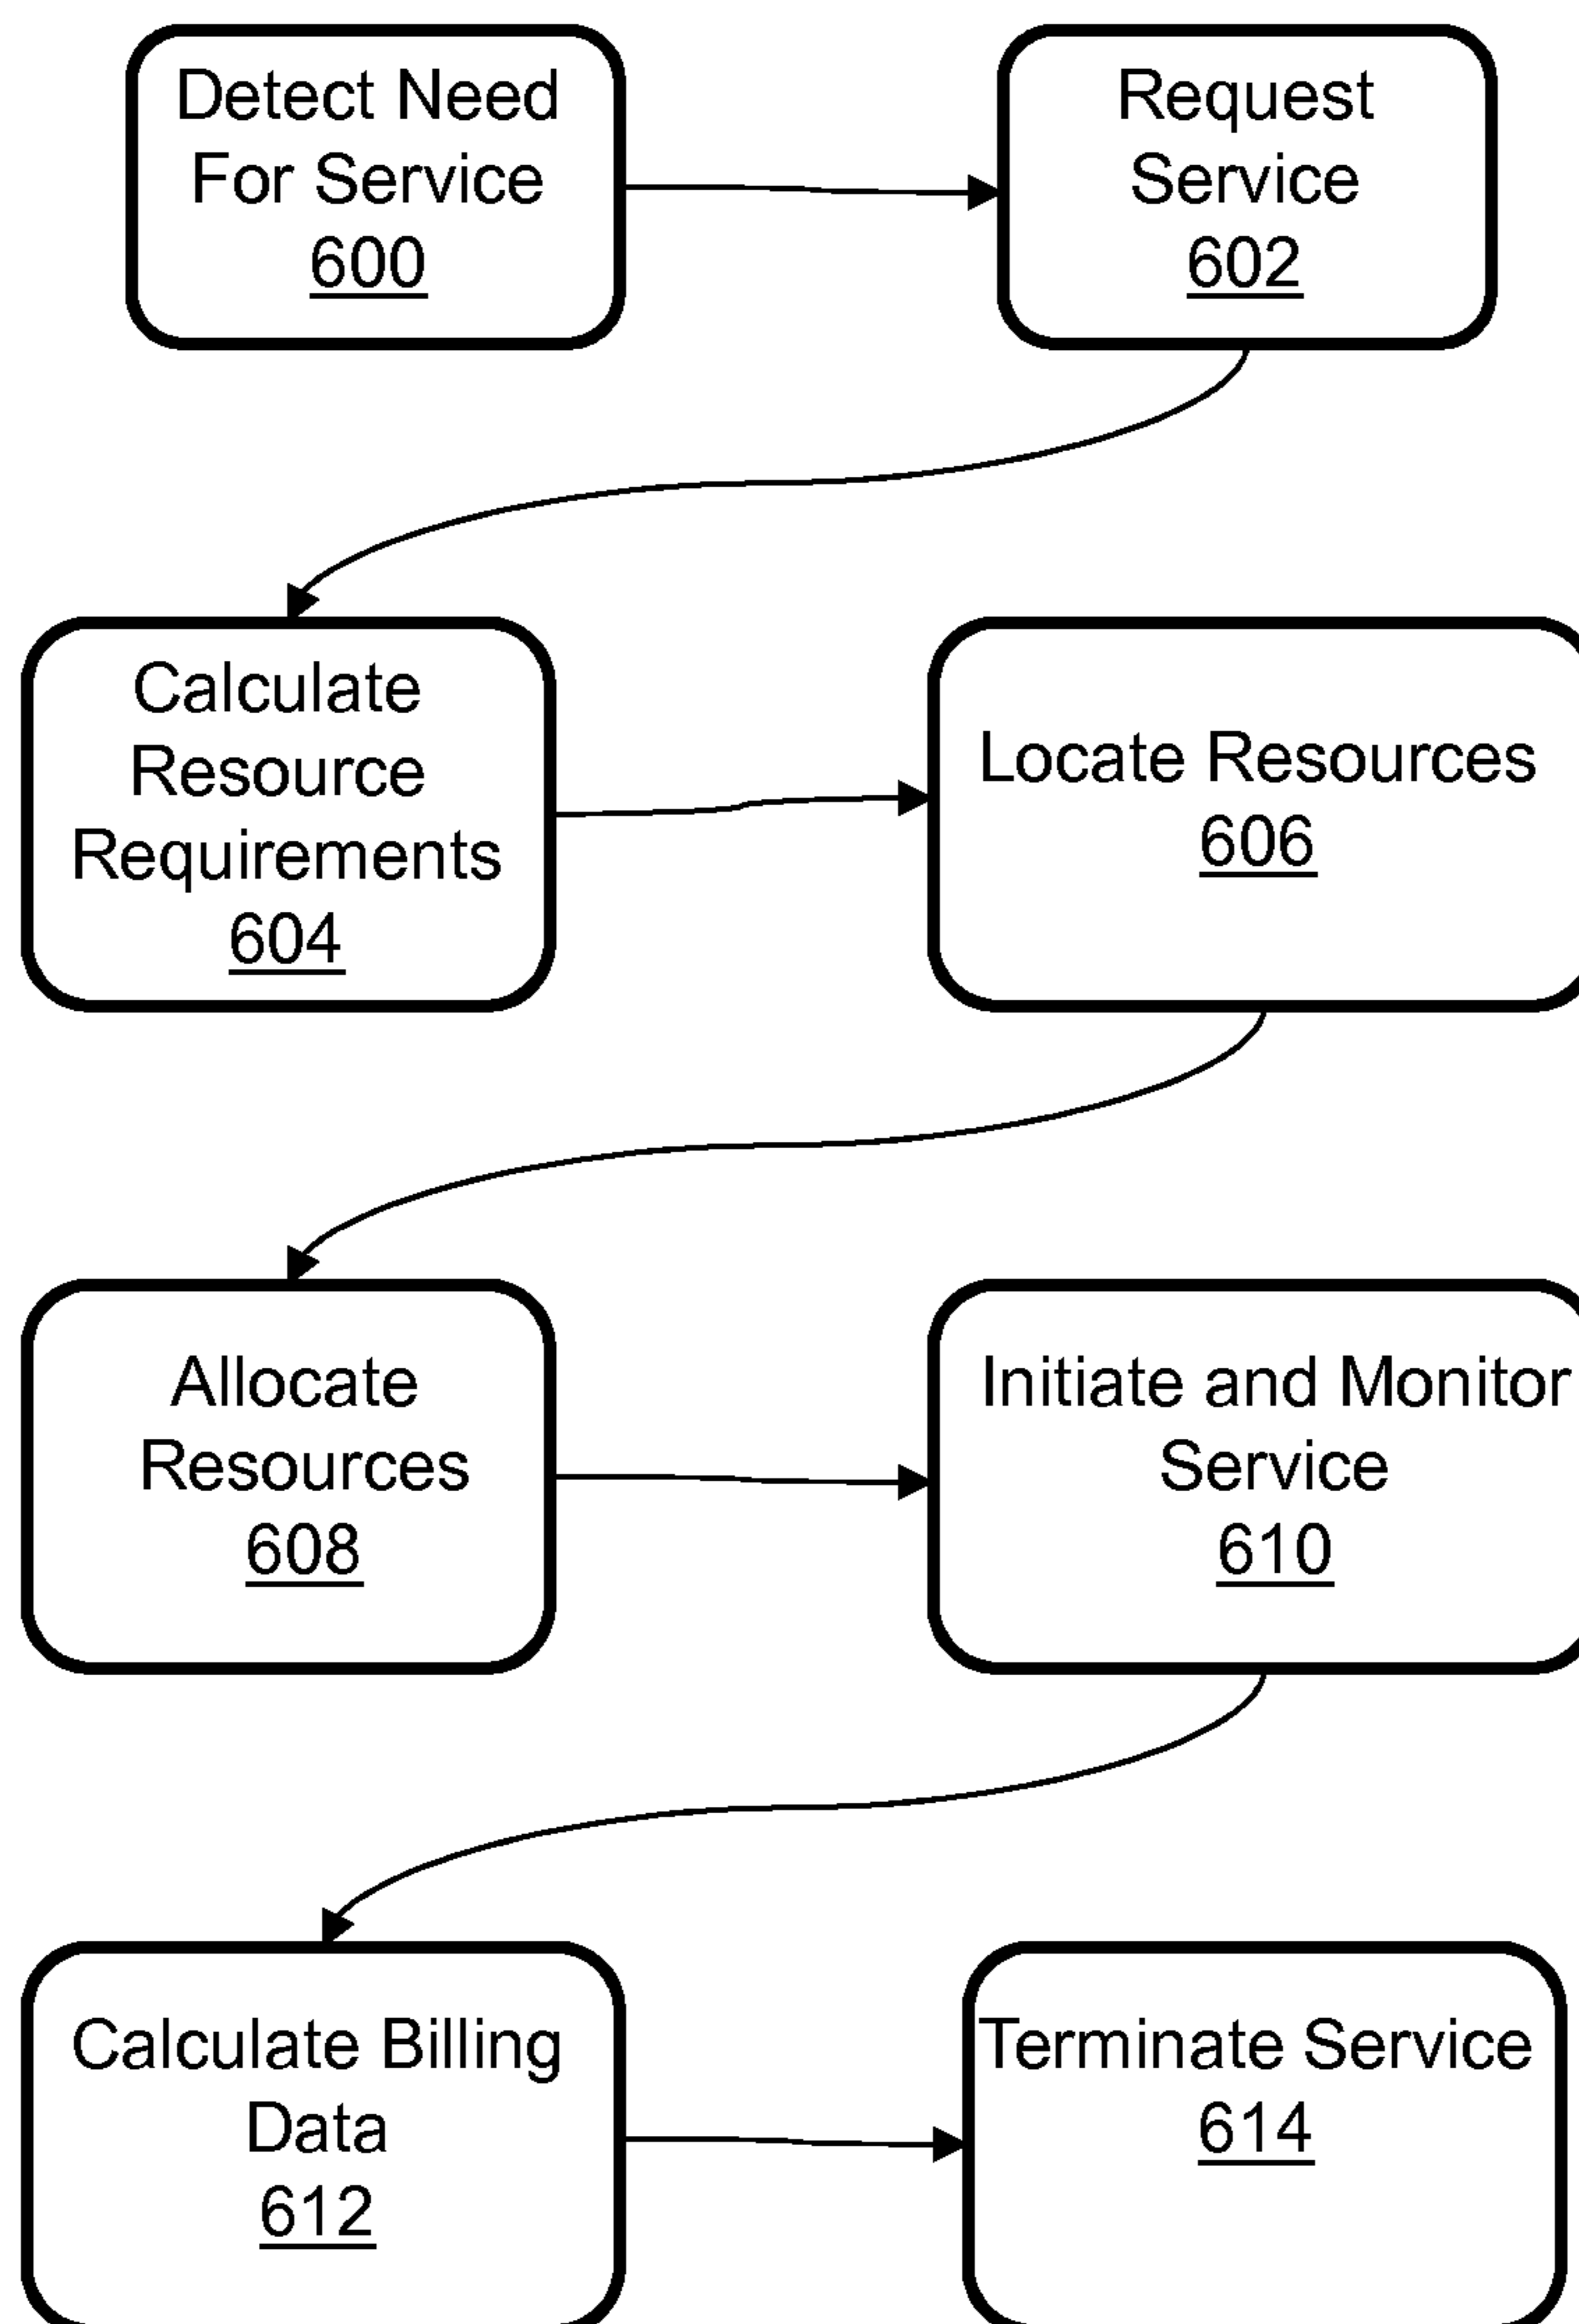 Detect Need
For Service
600
Request
Service
602
Calculate
Resource
Requirements
604
Locate Resources
606
Allocate
Resources
608
Initiate and Monitor
Service
610
Calculate Billing
Data
612
Terminate Service
614